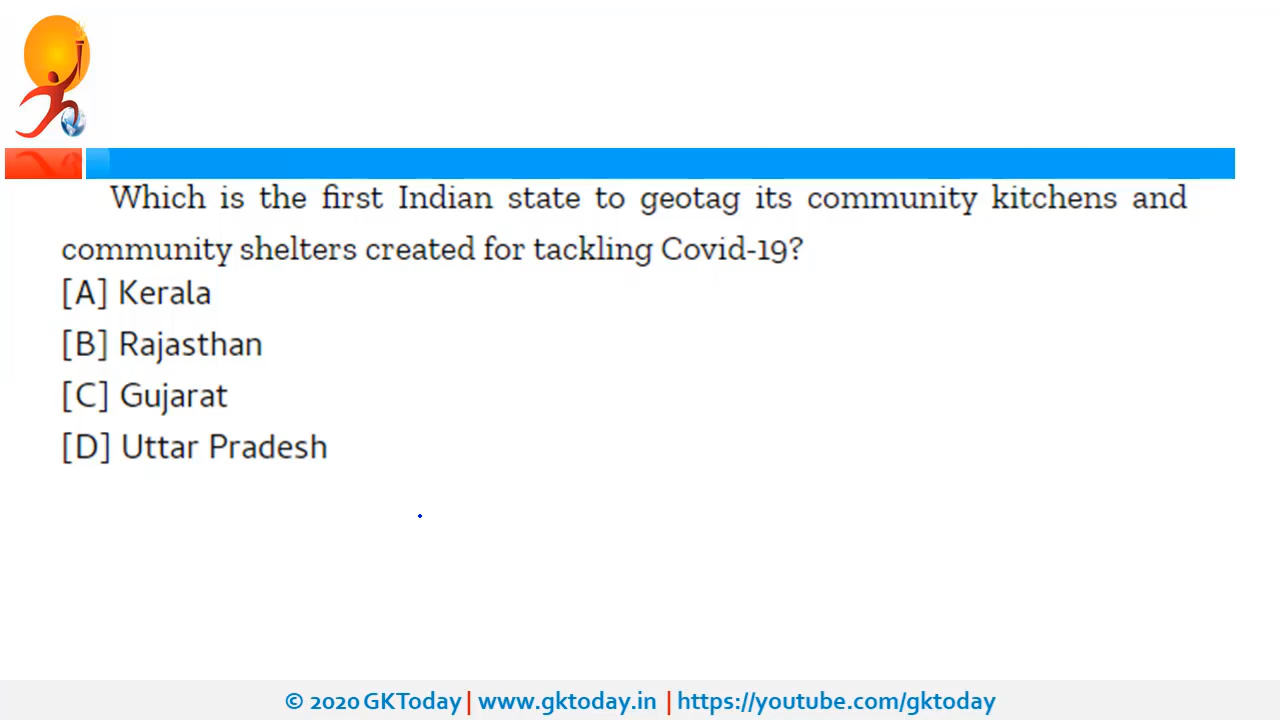 Which is the first Indian state to geotag its community kitchens and
community shelters created for tackling Covid-19?
[A] Kerala
[B] Rajasthan
[C] Gujarat
[D] Uttar Pradesh
© 2020 GKToday | www.gktoday.in | https://youtube.com/gktoday